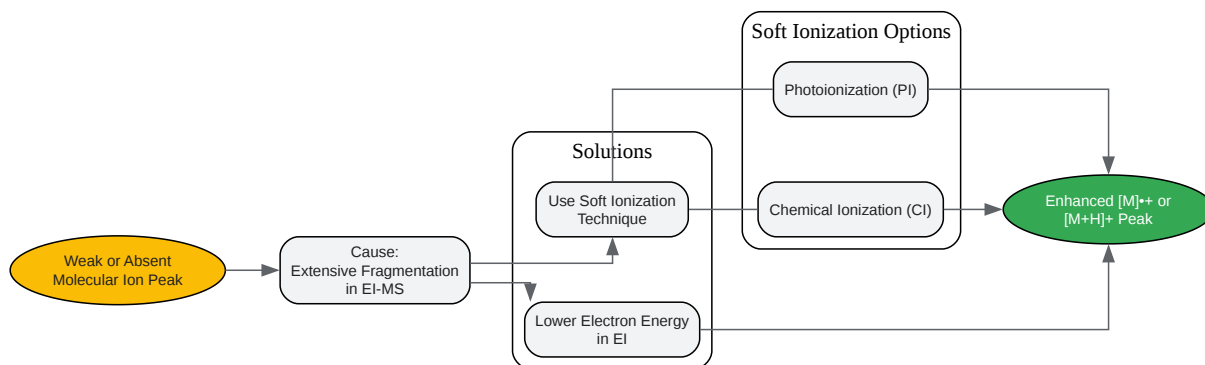 Soft Ionization Options
Photoionization (PI)
Solutions
Use Soft Ionization
Technique
Chemical Ionization (CI)
Enhanced [M]•+ or
[M+H]+ Peak
Weak or Absent
Molecular Ion Peak
Cause:
Extensive Fragmentation
in EI-MS
Lower Electron Energy
in EI